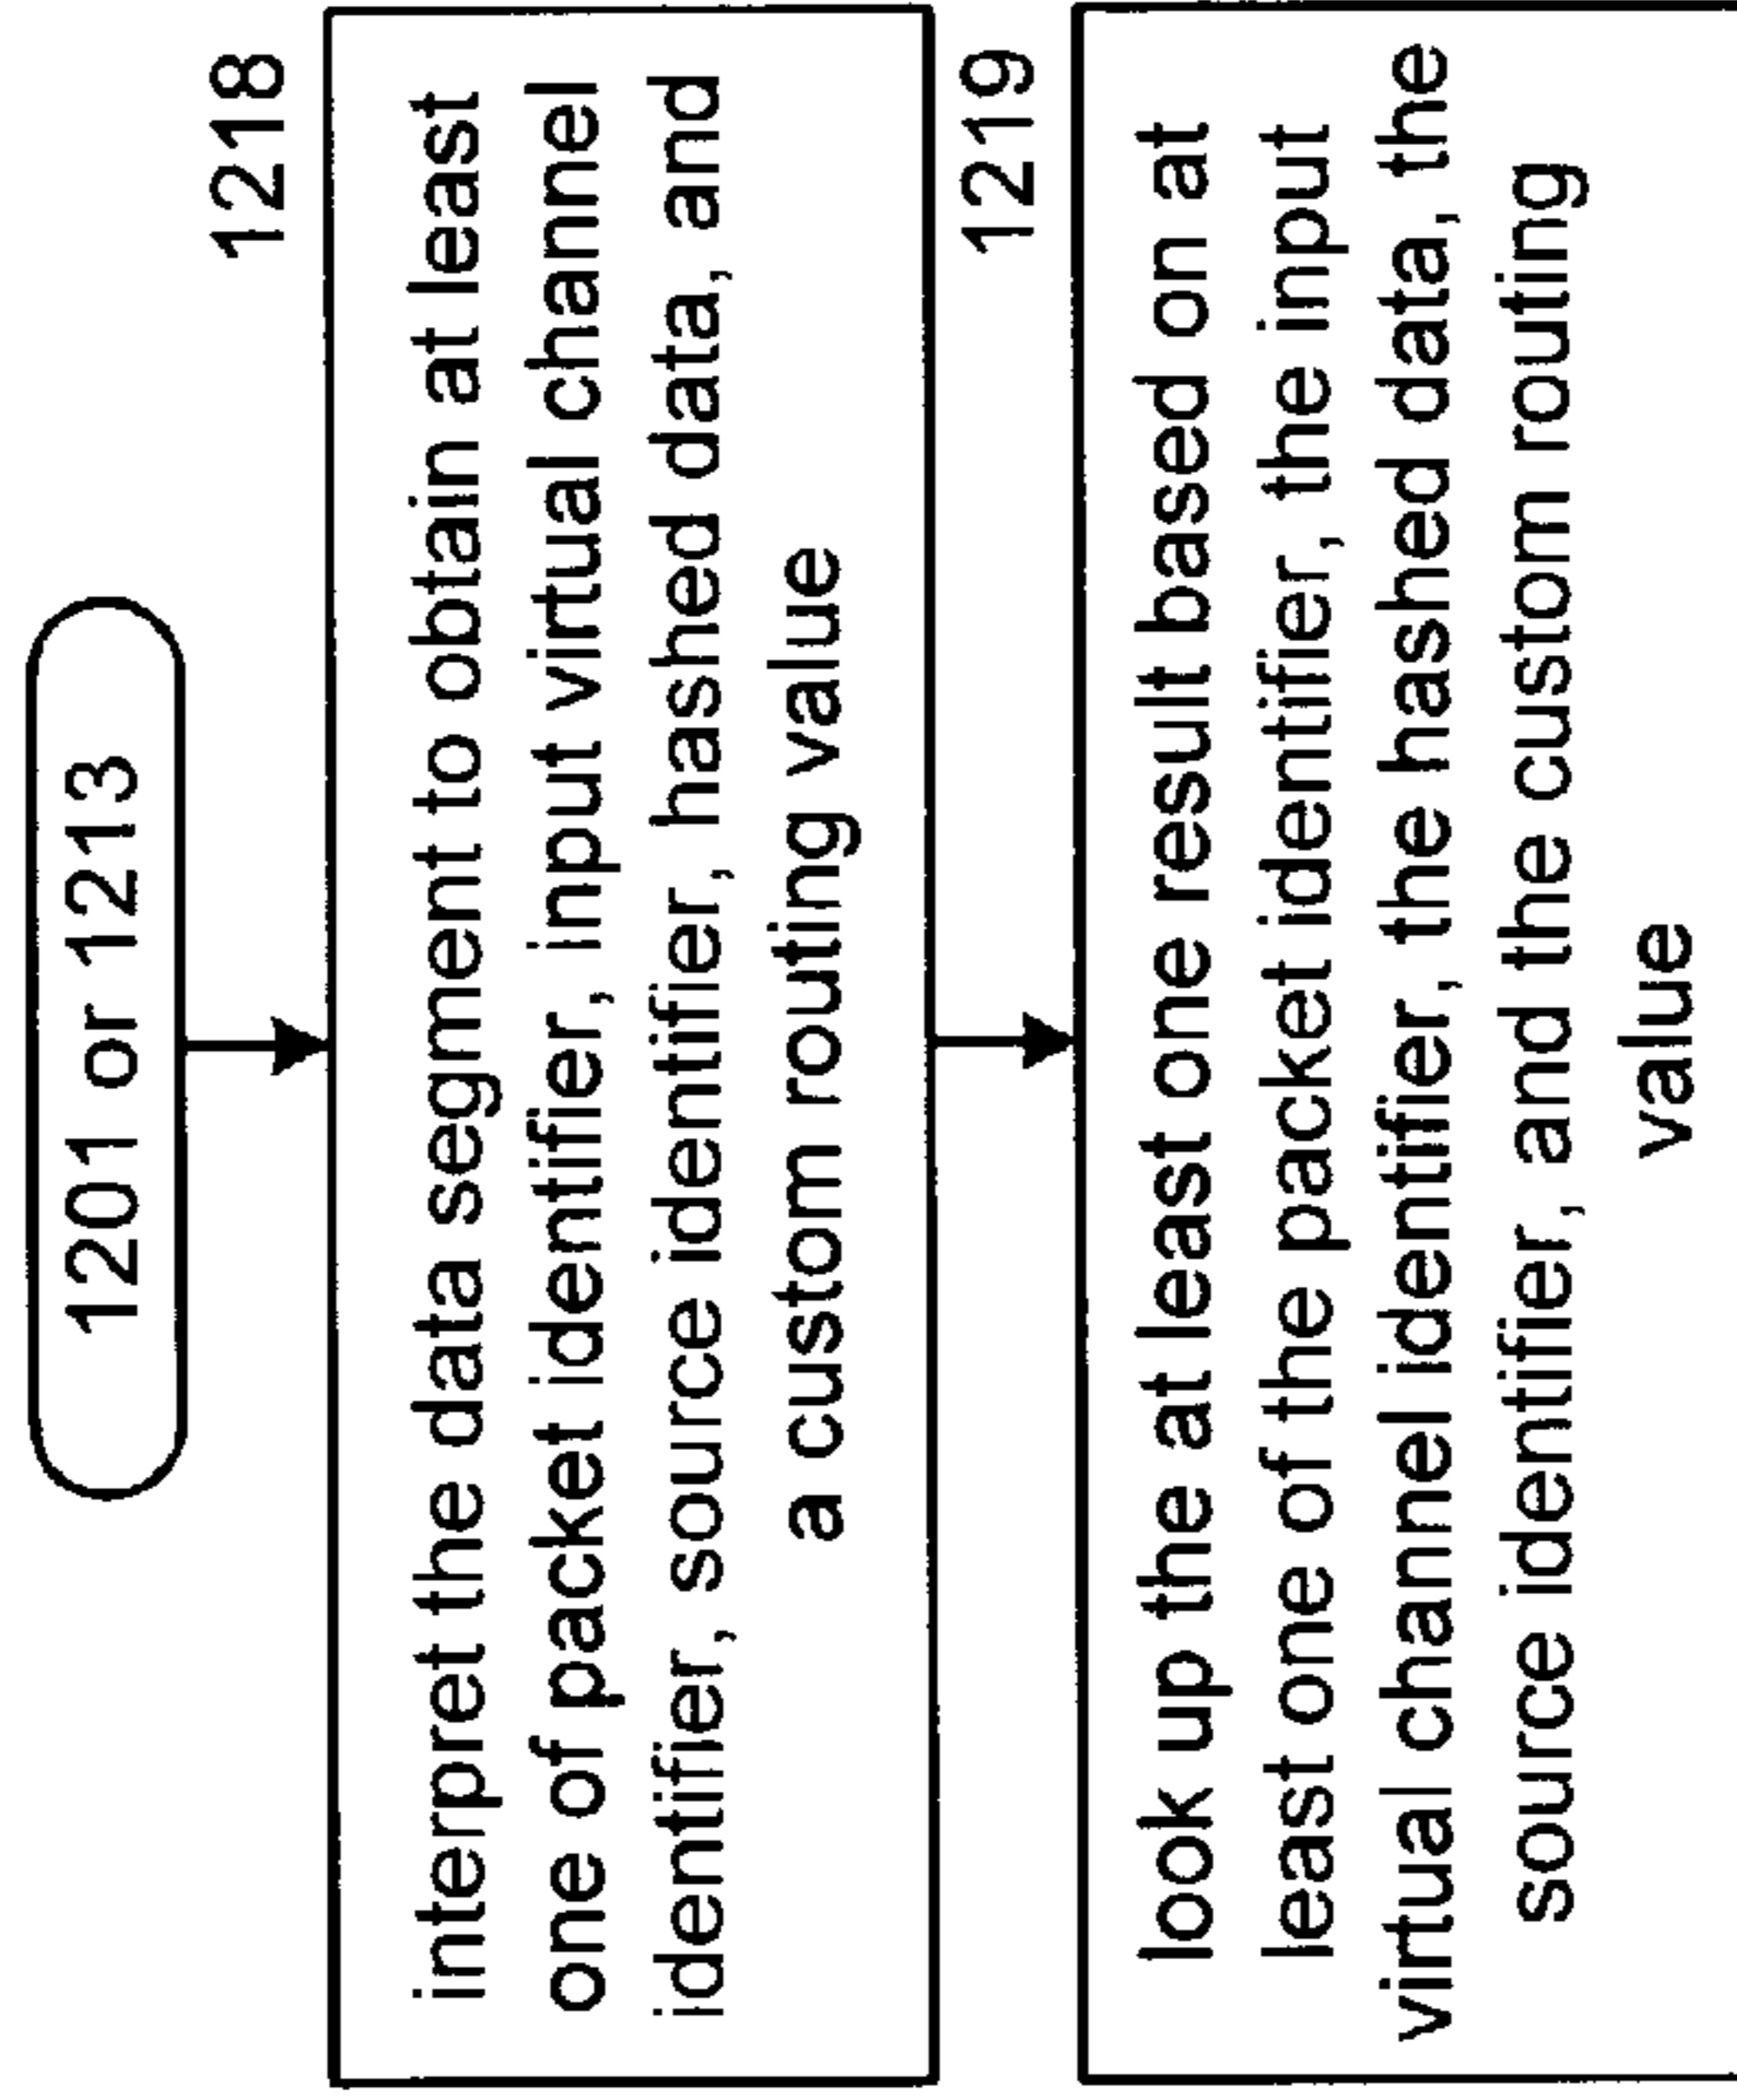 1201 or 1213
1218
interpret the data segment to obtain at least
one of packet identifier, input virtual channel
identifier, source identifier, hashed data, and
a custom routing value
1219
look up the at least one result based on at
least one of the packet identifier, the input
virtual channel identifier, the hashed data, the
source identifier, and the custom routing
value